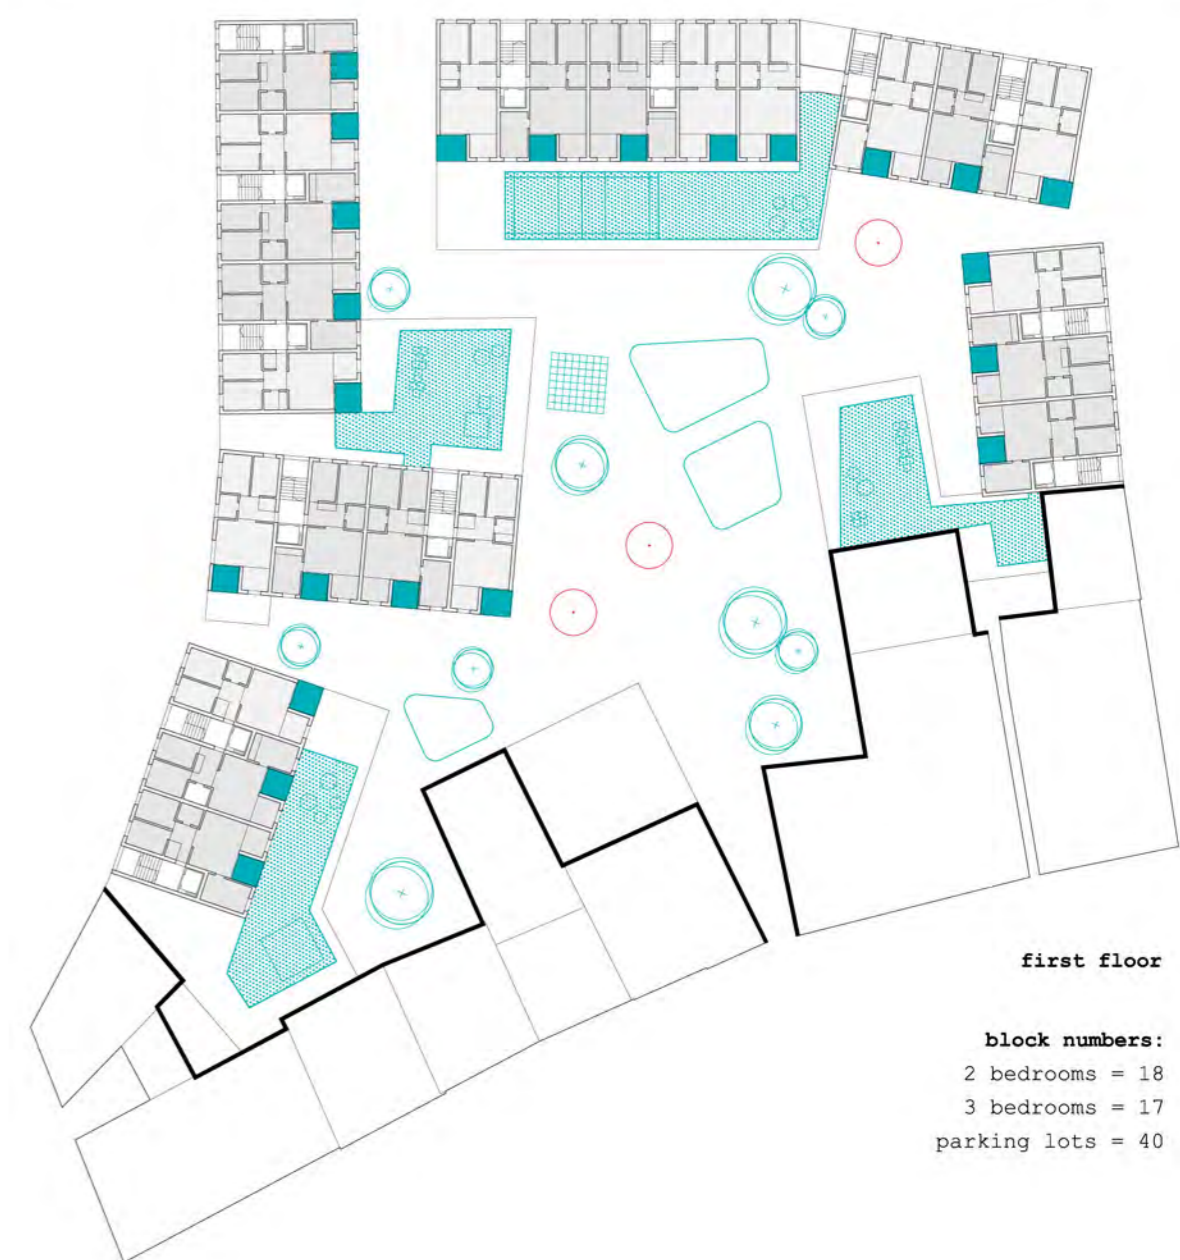 first floor
block numbers:
2 bedrooms = 18
3 bedrooms = 17
parking lots = 40